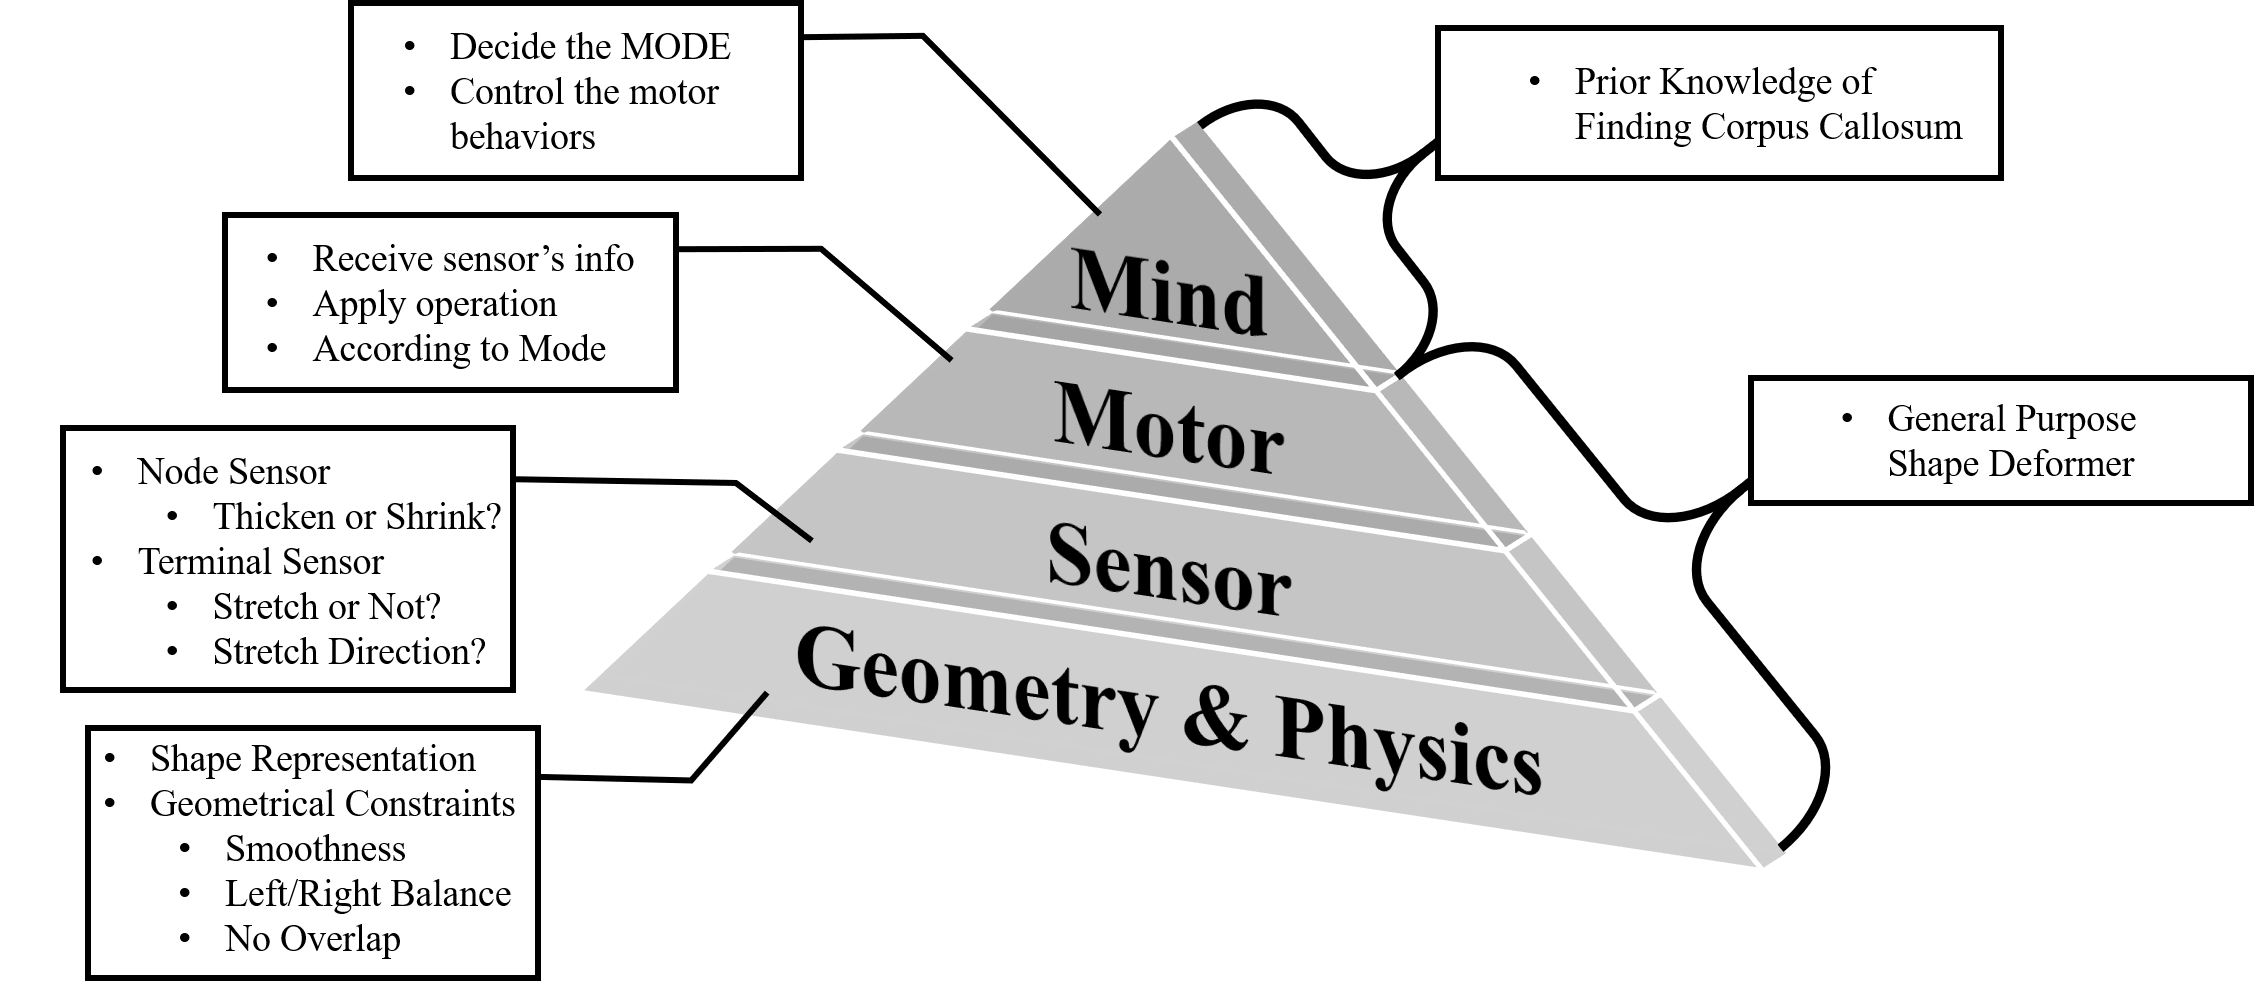 • Decide the MODE
• Control the motor
behaviors
• Receive sensor’s info
• Apply operation
• According to Mode
• Node Sensor
• Thicken or Shrink?
• Terminal Sensor
• Stretch or Not?
• Stretch Direction?
• Shape Representation
• Geometrical Constraints
• Smoothness
• Left/Right Balance
• No Overlap
Mind
Motor
Sensor
Geometry & Physics
• Prior Knowledge of
Finding Corpus Callosum
• General Purpose
Shape Deformer